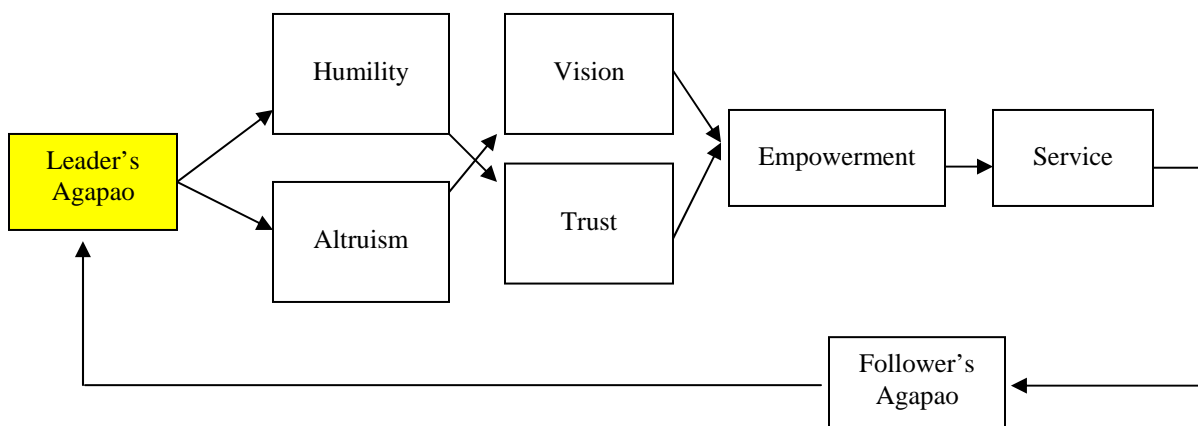 Humility
Vision
Leader’s
Agapao
Empowerment
Service
Altruism
Trust
Follower’s
Agapao